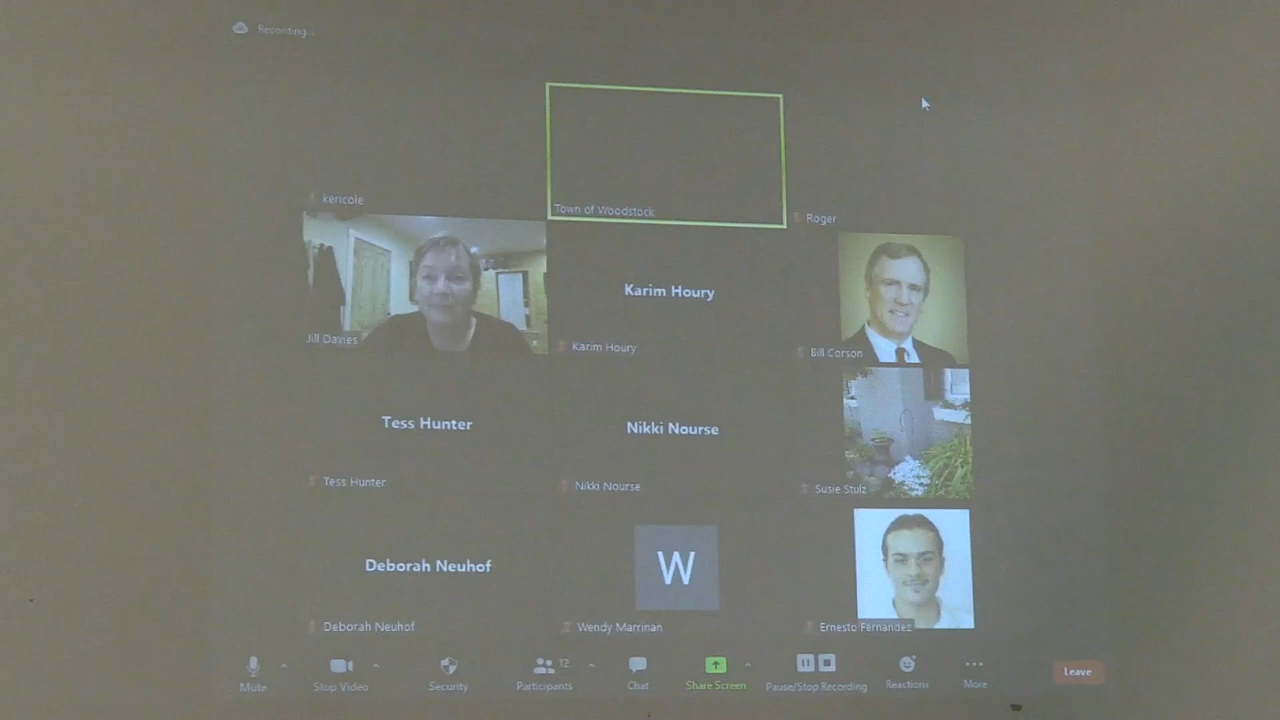 Recording...
kericole
Town of Woodstock
Roger
Jill Davies
Karim Houry
Karim Houry
Bill Corson
Tess Hunter
Tess Hunter
Nikki Nourse
Nikki Nourse
Susie Stulz
Deborah Neuhof
Deborah Neuhof
W
Wendy Marrinan
Ernesto Fernandez
Mute
Stop Video
Security
Participants
12
Chat
Share Screen
Pause/Stop Recording
Reactions
More
Leave